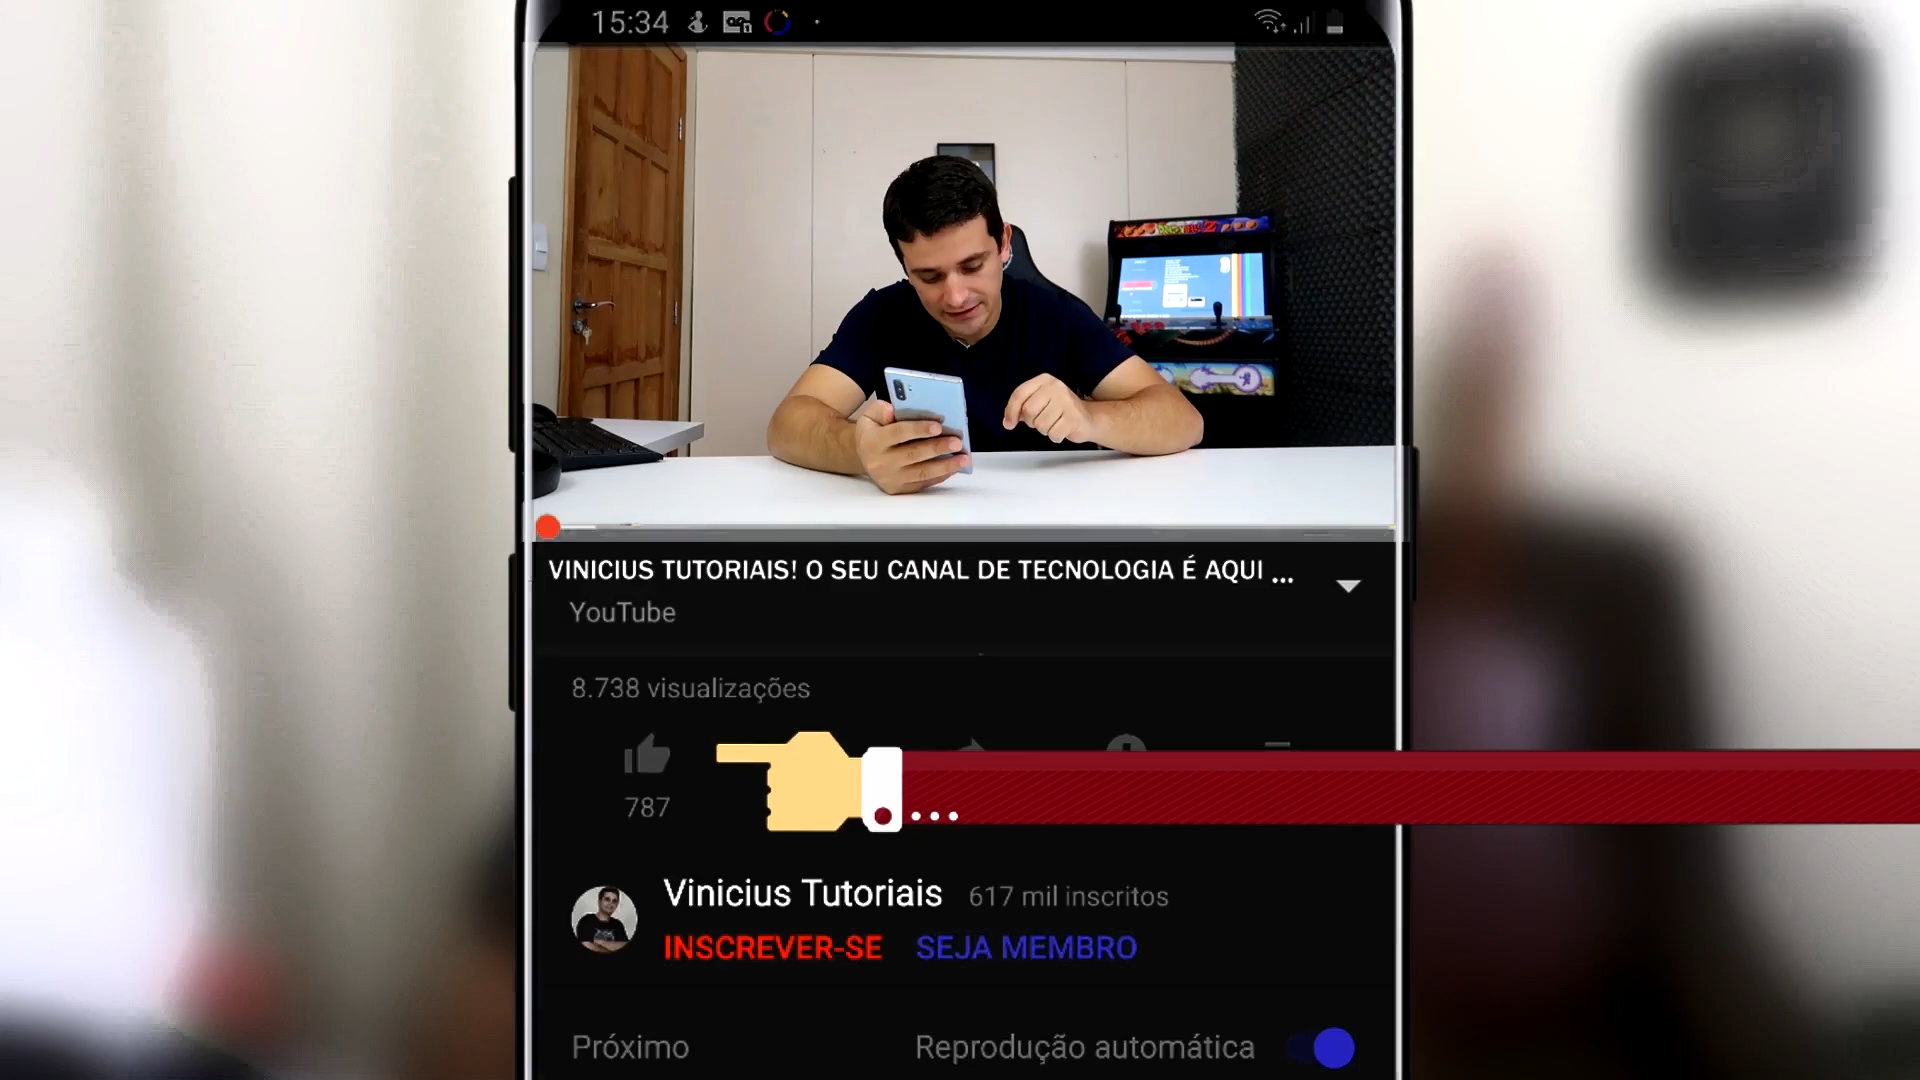 15:34
VINICIUS TUTORIAIS! O SEU CANAL DE TECNOLOGIA É AQUI ...
YouTube
8.738 visualizações
787
Vinicius Tutoriais 617 mil inscritos
INSCREVER-SE SEJA MEMBRO
Próximo Reprodução automática